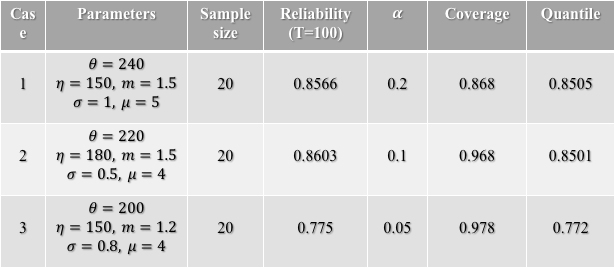 Cas
e
Parameters
Sample
size
Reliability
(T=100)
α
Coverage
Quantile
1
θ = 240
η = 150, m = 1.5
σ = 1, μ = 5
20
0.8566
0.2
0.868
0.8505
2
θ = 220
η = 180, m = 1.5
σ = 0.5, μ = 4
20
0.8603
0.1
0.968
0.8501
3
θ = 200
η = 150, m = 1.2
σ = 0.8, μ = 4
20
0.775
0.05
0.978
0.772